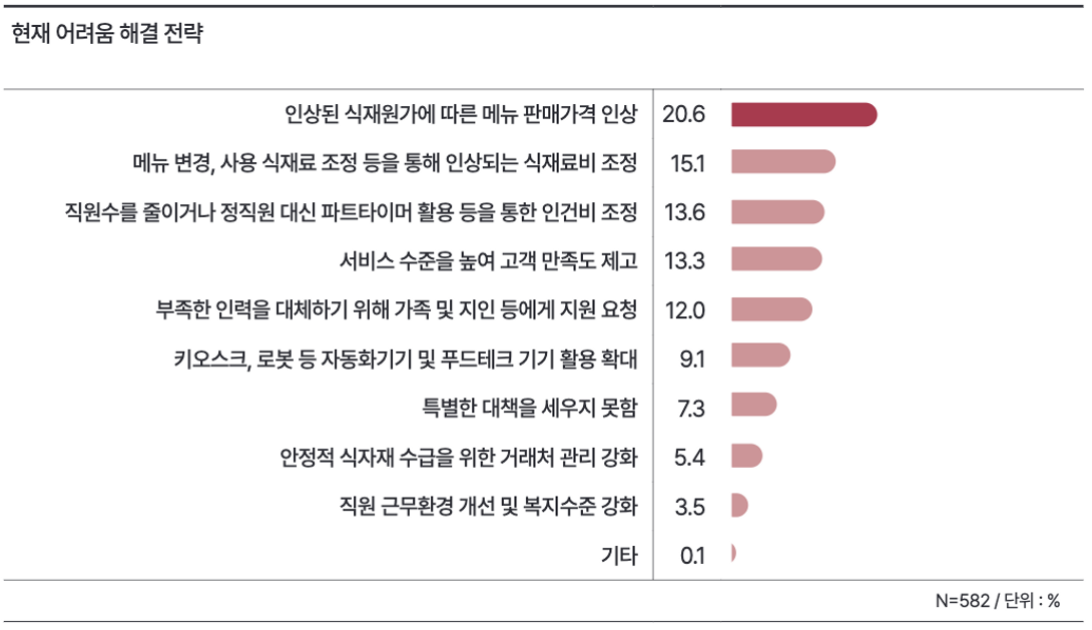 현재 어려움 해결 전략
인상된 식재원가에 따른 메뉴 판매가격 인상 20.6
메뉴 변경, 사용 식재료 조정 등을 통해 인상되는 식재료비 조정 15.1
직원수를 줄이거나 정직원 대신 파트타이머 활용 등을 통한 인건비 조정 13.6
서비스 수준을 높여 고객 만족도 제고 13.3
부족한 인력을 대체하기 위해 가족 및 지인 등에게 지원 요청 12.0
키오스크, 로봇 등 자동화기기 및 푸드테크 기기 활용 확대 9.1
특별한 대책을 세우지 못함 7.3
안정적 식자재 수급을 위한 거래처 관리 강화 5.4
직원 근무환경 개선 및 복지수준 강화 3.5
기타 0.1
N=582 / 단위 : %